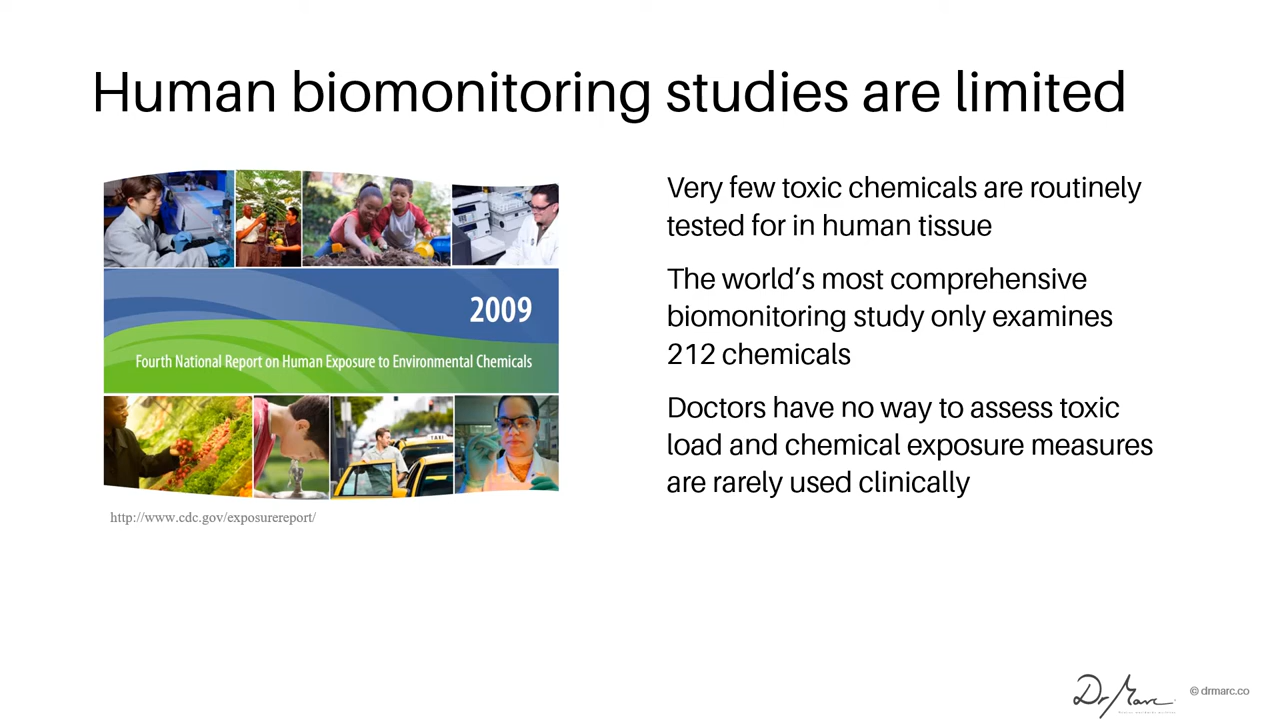 Human biomonitoring studies are limited
2009
Fourth National Report on Human Exposure to Environmental Chemicals
TAXI
http://www.cdc.gov/exposurereport/
Very few toxic chemicals are routinely
tested for in human tissue
The world's most comprehensive
biomonitoring study only examines
212 chemicals
Doctors have no way to assess toxic
load and chemical exposure measures
are rarely used clinically
Dr Marc
© drmarc.co